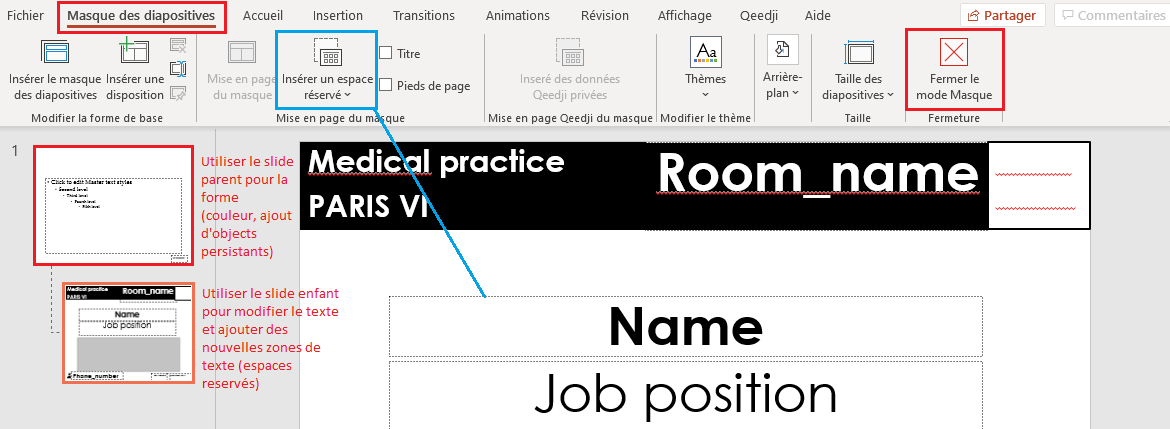 Fichier Masque des diapositives Accueil Insertion Transitions Animations Révision Affichage Qeedji Aide Partager Commentaires
Insérer le masque
des diapositives
Insérer une
disposition
Modifier la forme de base
Mise en page
du masque
Insérer un espace
réservé
Titre
Pieds de page
Mise en page du masque
Inseré des données
Qeedji privées
Mise en page Qeedji du masque
Thèmes
Modifier le thème
Arrière-
plan
Taille des
diapositives
Taille
Fermer le
mode Masque
Fermeture
1
Click to edit Master text styles
Second level
Third level
Fourth level
Fifth level
Utiliser le slide
parent pour la
forme
(couleur, ajout
d'objects
persistants)
Medical practice
PARIS VI
Room_name
Name
Job position
Phone_number
Utiliser le slide enfant
pour modifier le texte
et ajouter des
nouvelles zones de
texte (espaces
reservés)
Medical practice
PARIS VI
Room_name
Name
Job position